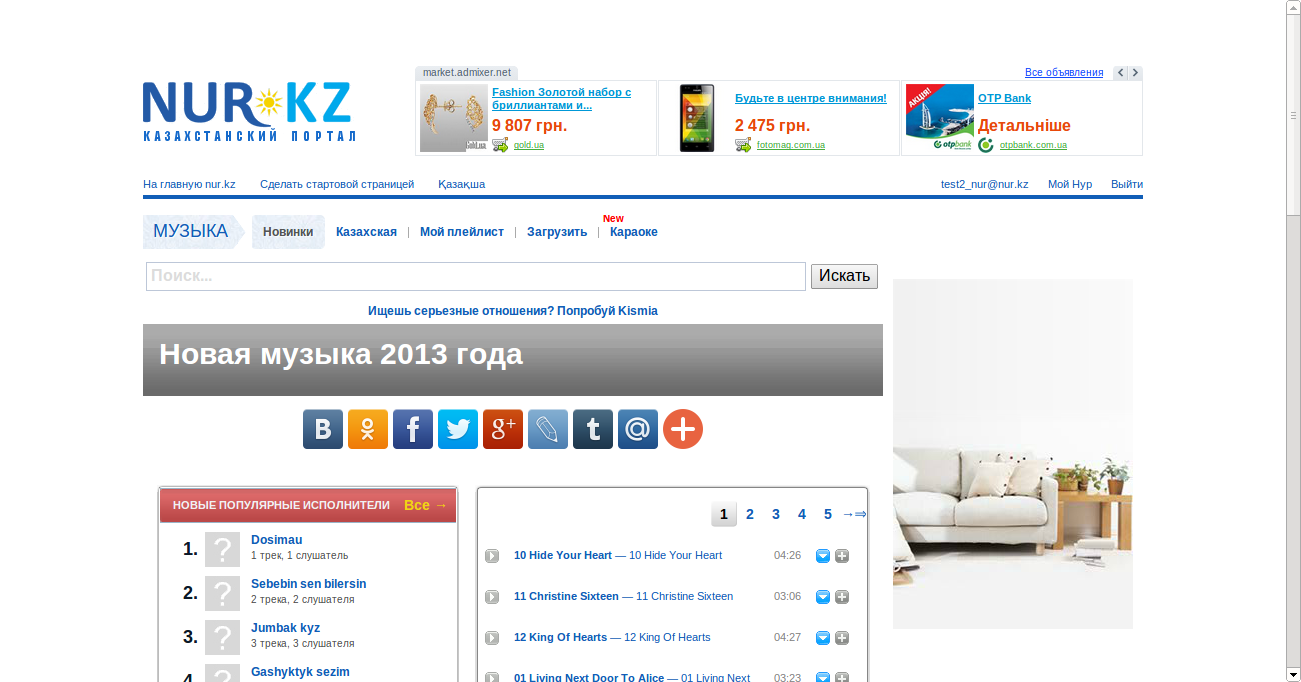 market.admixer.net
Все объявления
NUR KZ
КАЗАХСТАНСКИЙ ПОРТАЛ
Fashion Золотой набор с
бриллиантами и...
9 807 грн.
Gold.ua
gold.ua
Будьте в центре внимания!
2 475 грн.
fotomag.com.ua
АКЦІЯ!
otpbank
OTP Bank
Детальніше
otpbank.com.ua
На главную nur.kz Сделать стартовой страницей Қазақша test2_nur@nur.kz Мой Нур Выйти
New
МУЗЫКА Новинки Казахская | Мой плейлист | Загрузить | Караоке
Поиск... Искать
Ищешь серьезные отношения? Попробуй Kismia
Новая музыка 2013 года
НОВЫЕ ПОПУЛЯРНЫЕ ИСПОЛНИТЕЛИ Все →
1. Dosimau
1 трек, 1 слушатель
2. Sebebin sen bilersin
2 трека, 2 слушателя
3. Jumbak kyz
3 трека, 3 слушателя
4. Gashyktyk sezim
1 2 3 4 5 →⇒
10 Hide Your Heart — 10 Hide Your Heart 04:26
11 Christine Sixteen — 11 Christine Sixteen 03:06
12 King Of Hearts — 12 King Of Hearts 04:27
01 Living Next Door To Alice — 01 Living Next 03:23